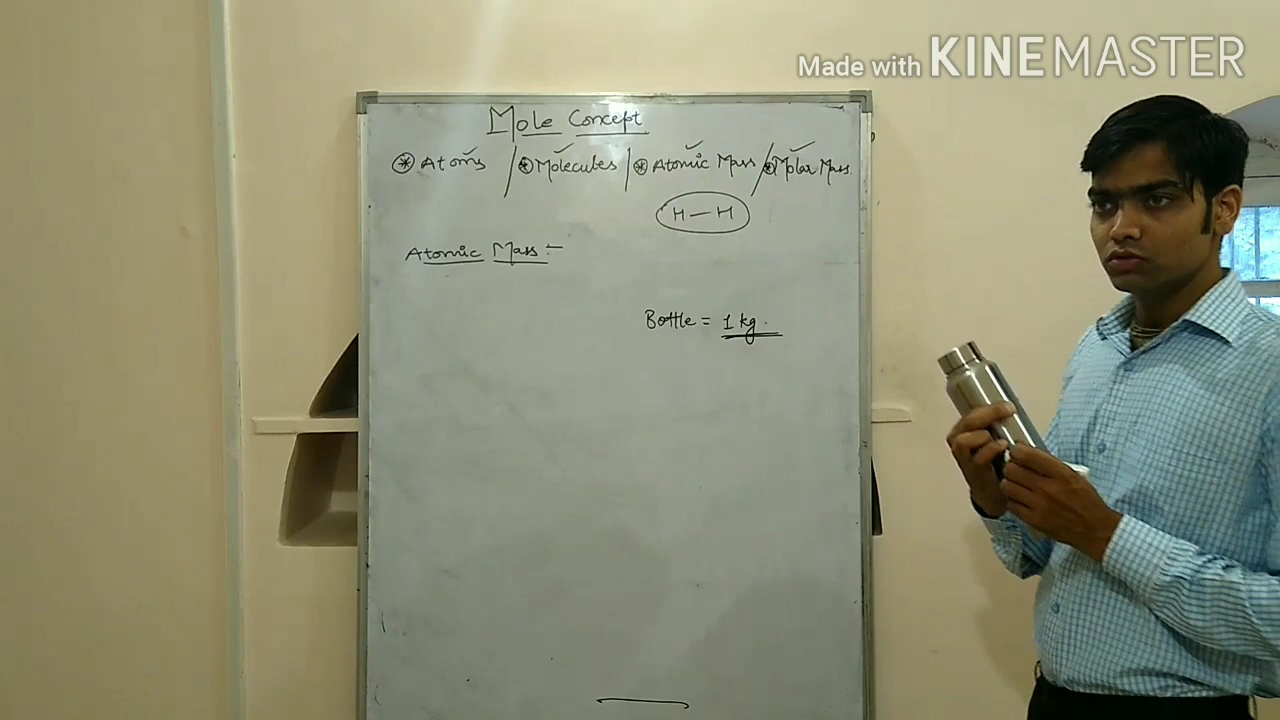 Made with KINEMASTER
Mole Concept
Atoms / Molecules | Atomic Mass / Molar Mass
H — H
Atomic Mass :-
Bottle = 1 kg.